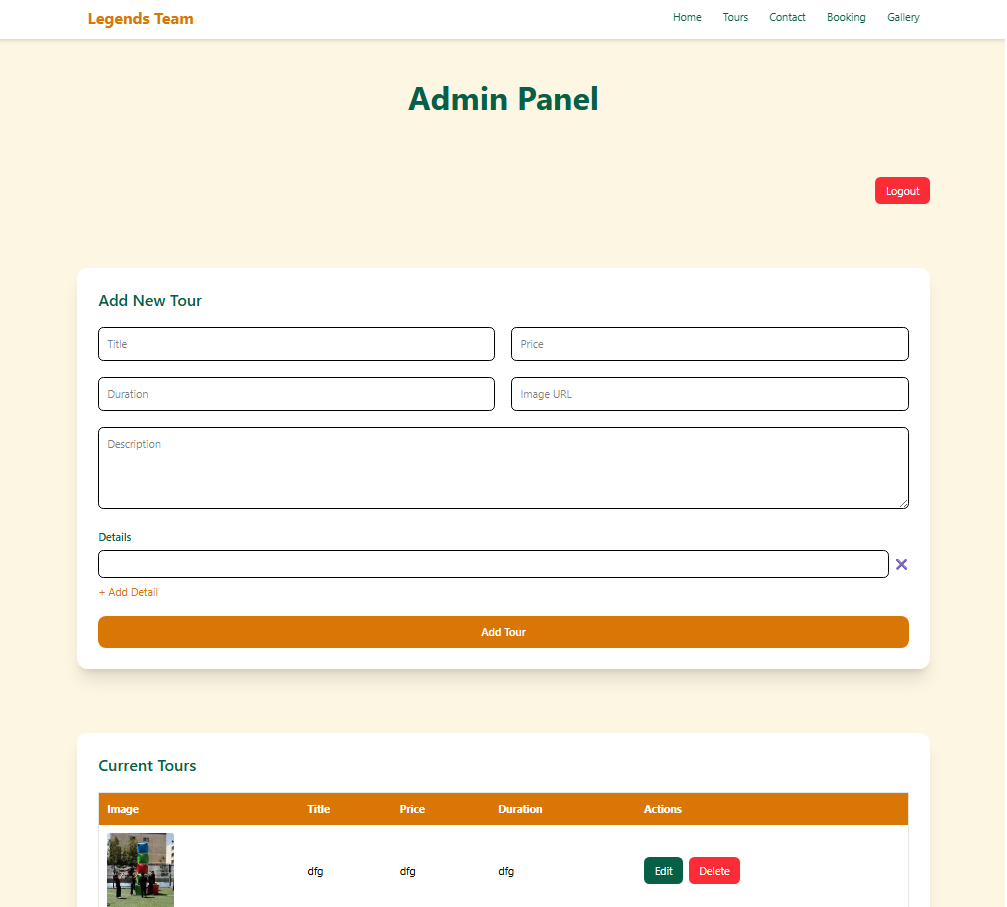 Legends Team Home Tours Contact Booking Gallery
Admin Panel
Logout
Add New Tour
Title Price
Duration Image URL
Description
Details
+ Add Detail
Add Tour
Current Tours
Image Title Price Duration Actions
dfg dfg dfg Edit Delete